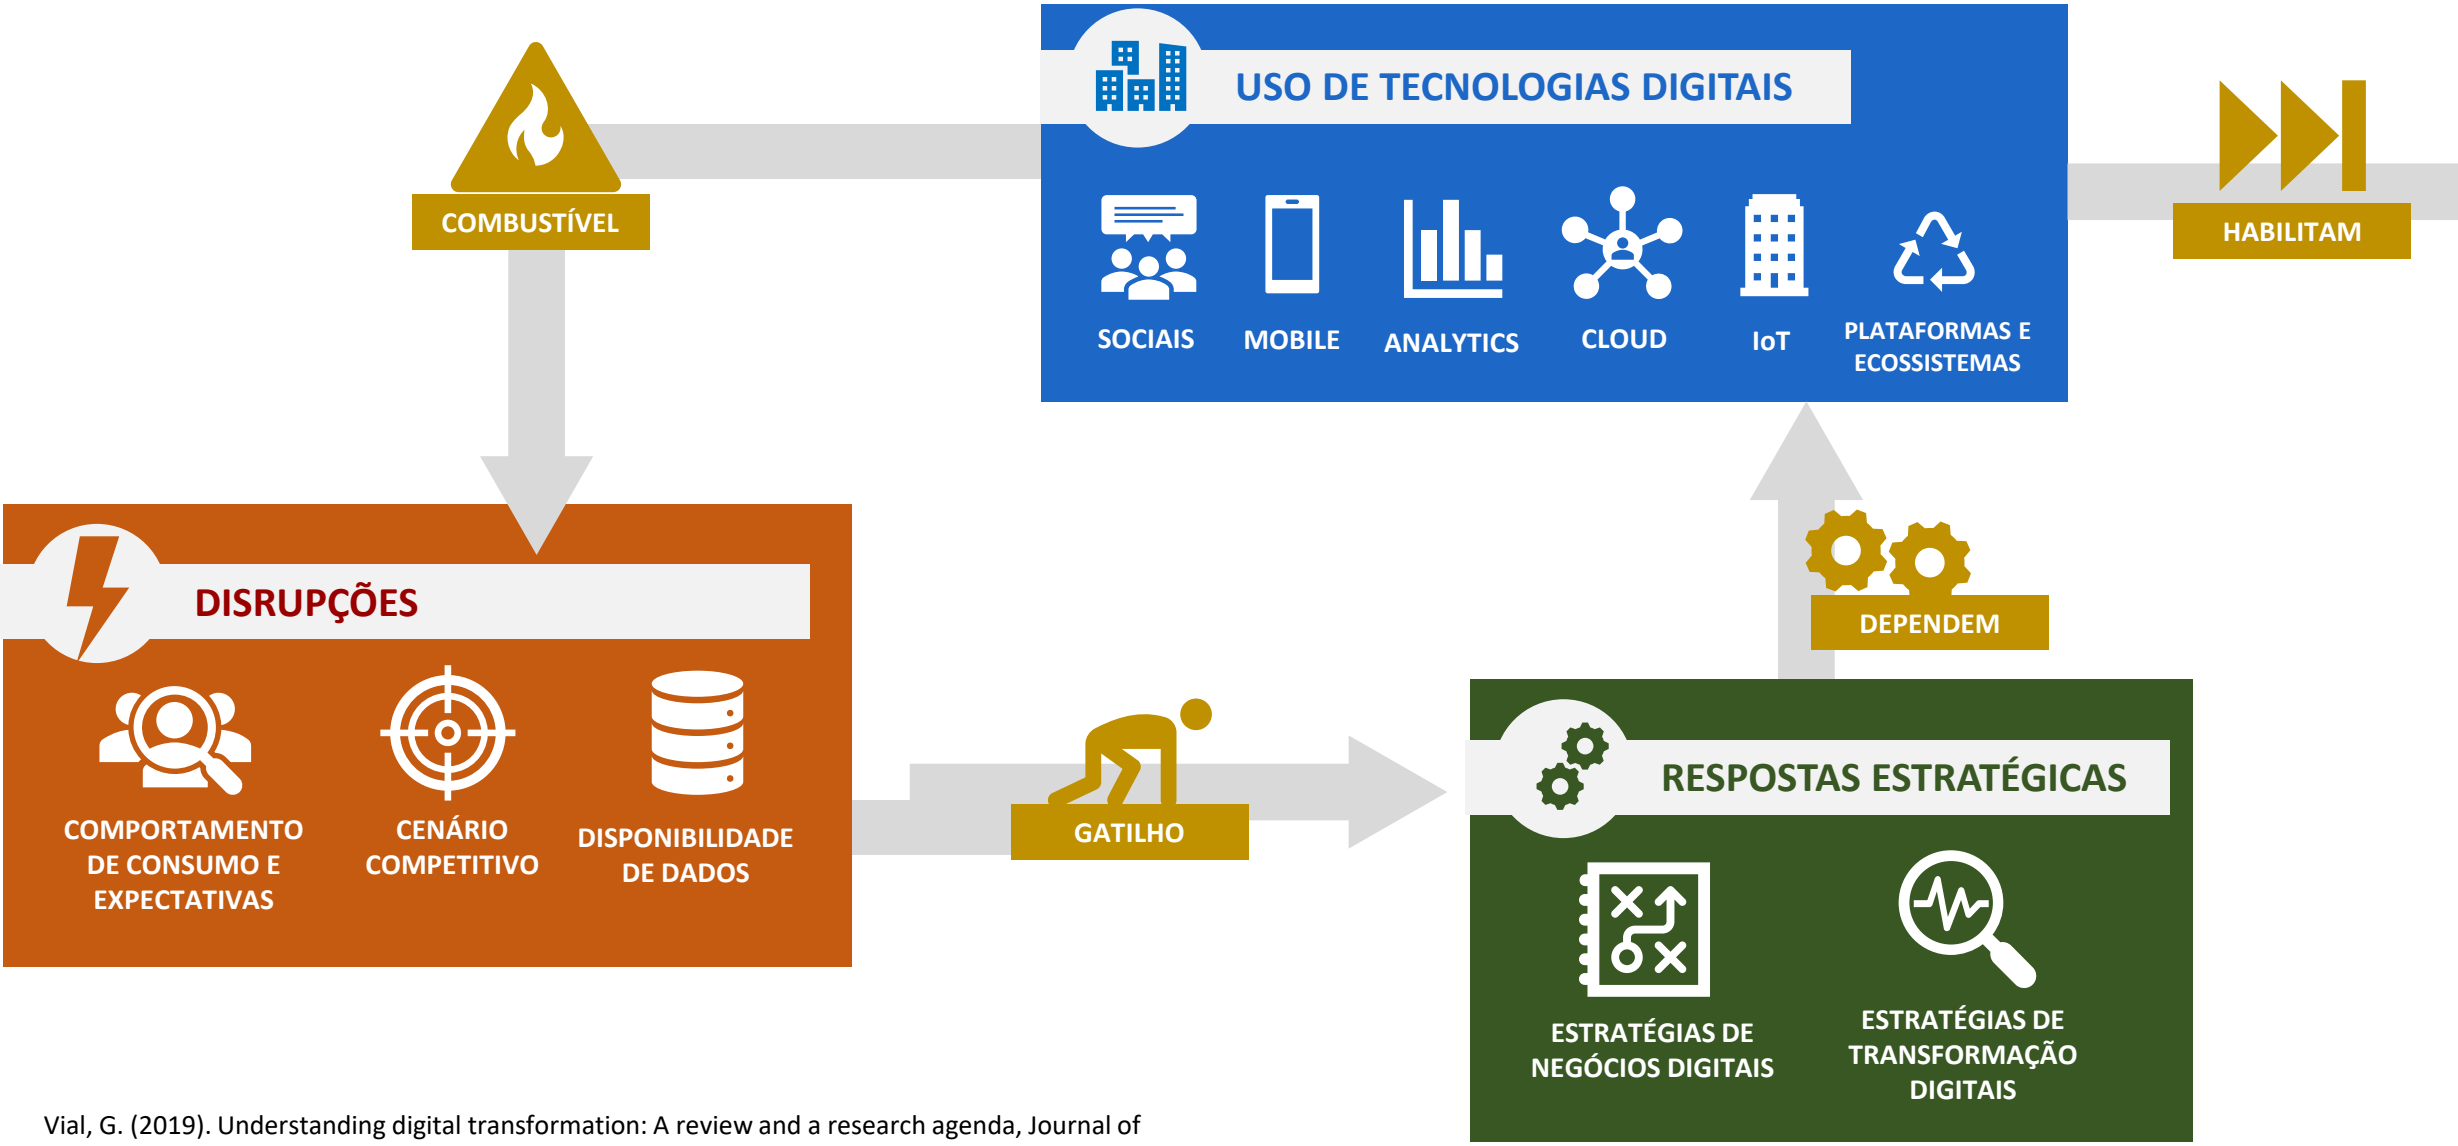 USO DE TECNOLOGIAS DIGITAIS
COMBUSTÍVEL
HABILITAM
SOCIAIS
MOBILE
ANALYTICS
CLOUD
IoT
PLATAFORMAS E
ECOSSISTEMAS
DISRUPÇÕES
COMPORTAMENTO
DE CONSUMO E
EXPECTATIVAS
CENÁRIO
COMPETITIVO
DISPONIBILIDADE
DE DADOS
GATILHO
DEPENDEM
RESPOSTAS ESTRATÉGICAS
ESTRATÉGIAS DE
NEGÓCIOS DIGITAIS
ESTRATÉGIAS DE
TRANSFORMAÇÃO
DIGITAIS
Vial, G. (2019). Understanding digital transformation: A review and a research agenda, Journal of